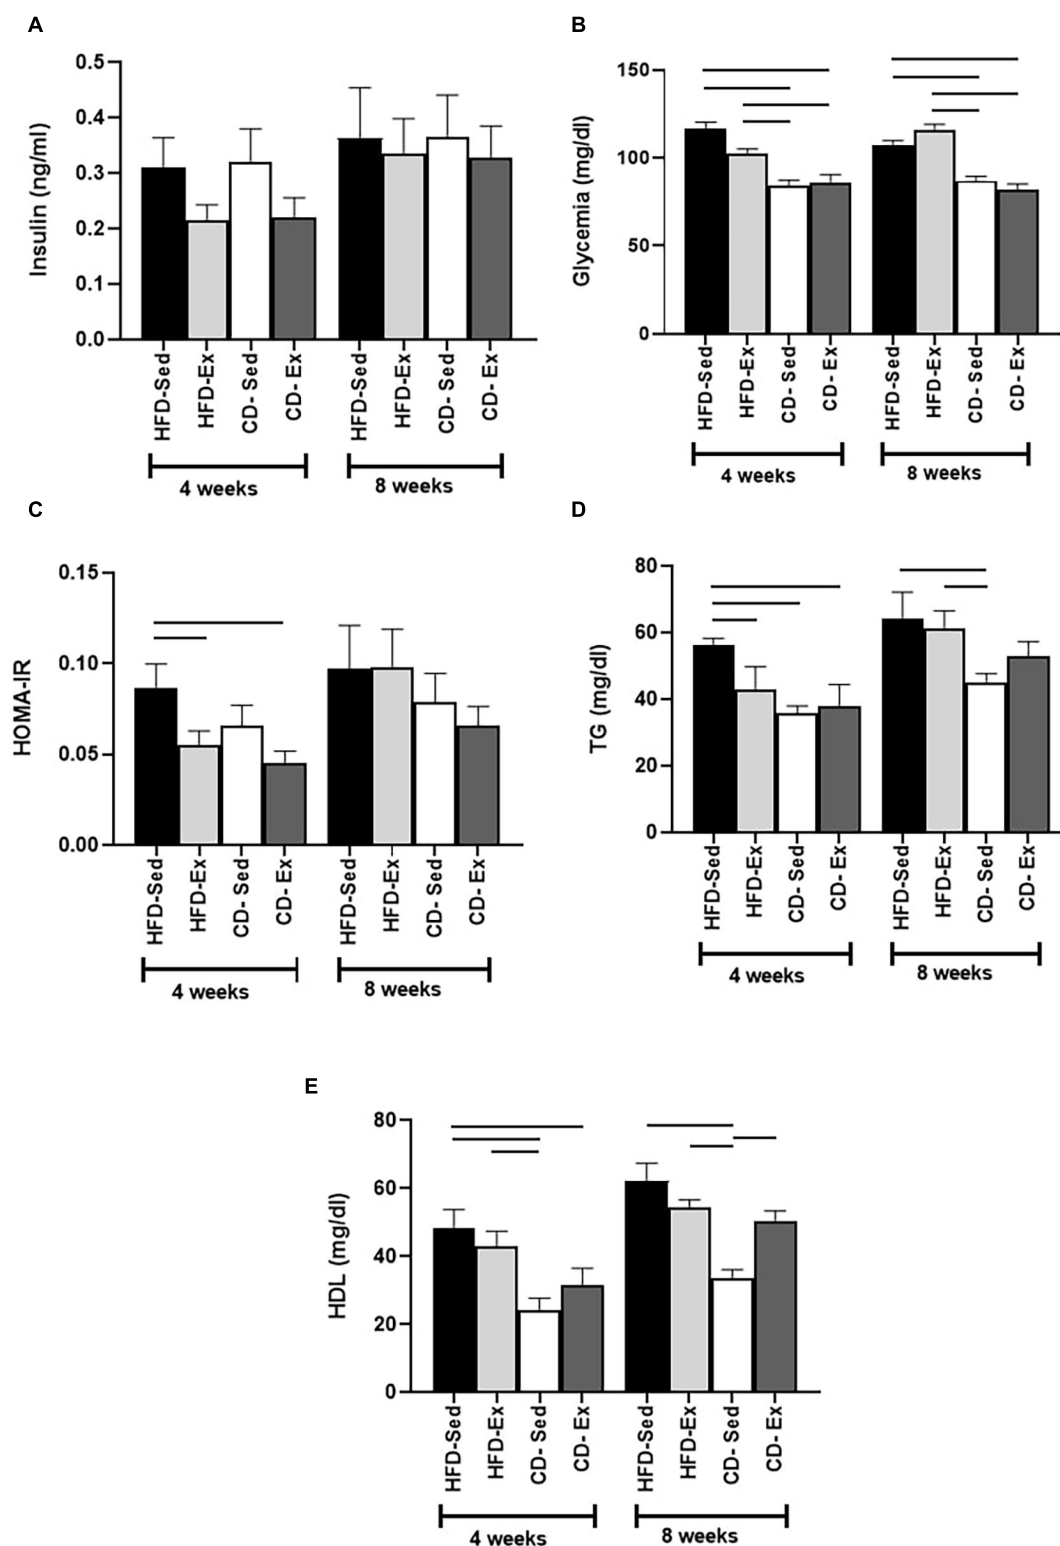 A
Insulin (ng/ml)
0.5
0.4
0.3
0.2
0.1
0.0
HFD-Sed
HFD-Ex
CD- Sed
CD- Ex
HFD-Sed
HFD-Ex
CD- Sed
CD- Ex
4 weeks
8 weeks
B
Glycemia (mg/dl)
150
100
50
0
HFD-Sed
HFD-Ex
CD- Sed
CD- Ex
HFD-Sed
HFD-Ex
CD- Sed
CD- Ex
4 weeks
8 weeks
C
HOMA-IR
0.15
0.10
0.05
0.00
HFD-Sed
HFD-Ex
CD- Sed
CD- Ex
HFD-Sed
HFD-Ex
CD- Sed
CD- Ex
4 weeks
8 weeks
D
TG (mg/dl)
80
60
40
20
0
HFD-Sed
HFD-Ex
CD- Sed
CD- Ex
HFD-Sed
HFD-Ex
CD- Sed
CD- Ex
4 weeks
8 weeks
E
HDL (mg/dl)
80
60
40
20
0
HFD-Sed
HFD-Ex
CD- Sed
CD- Ex
HFD-Sed
HFD-Ex
CD- Sed
CD- Ex
4 weeks
8 weeks